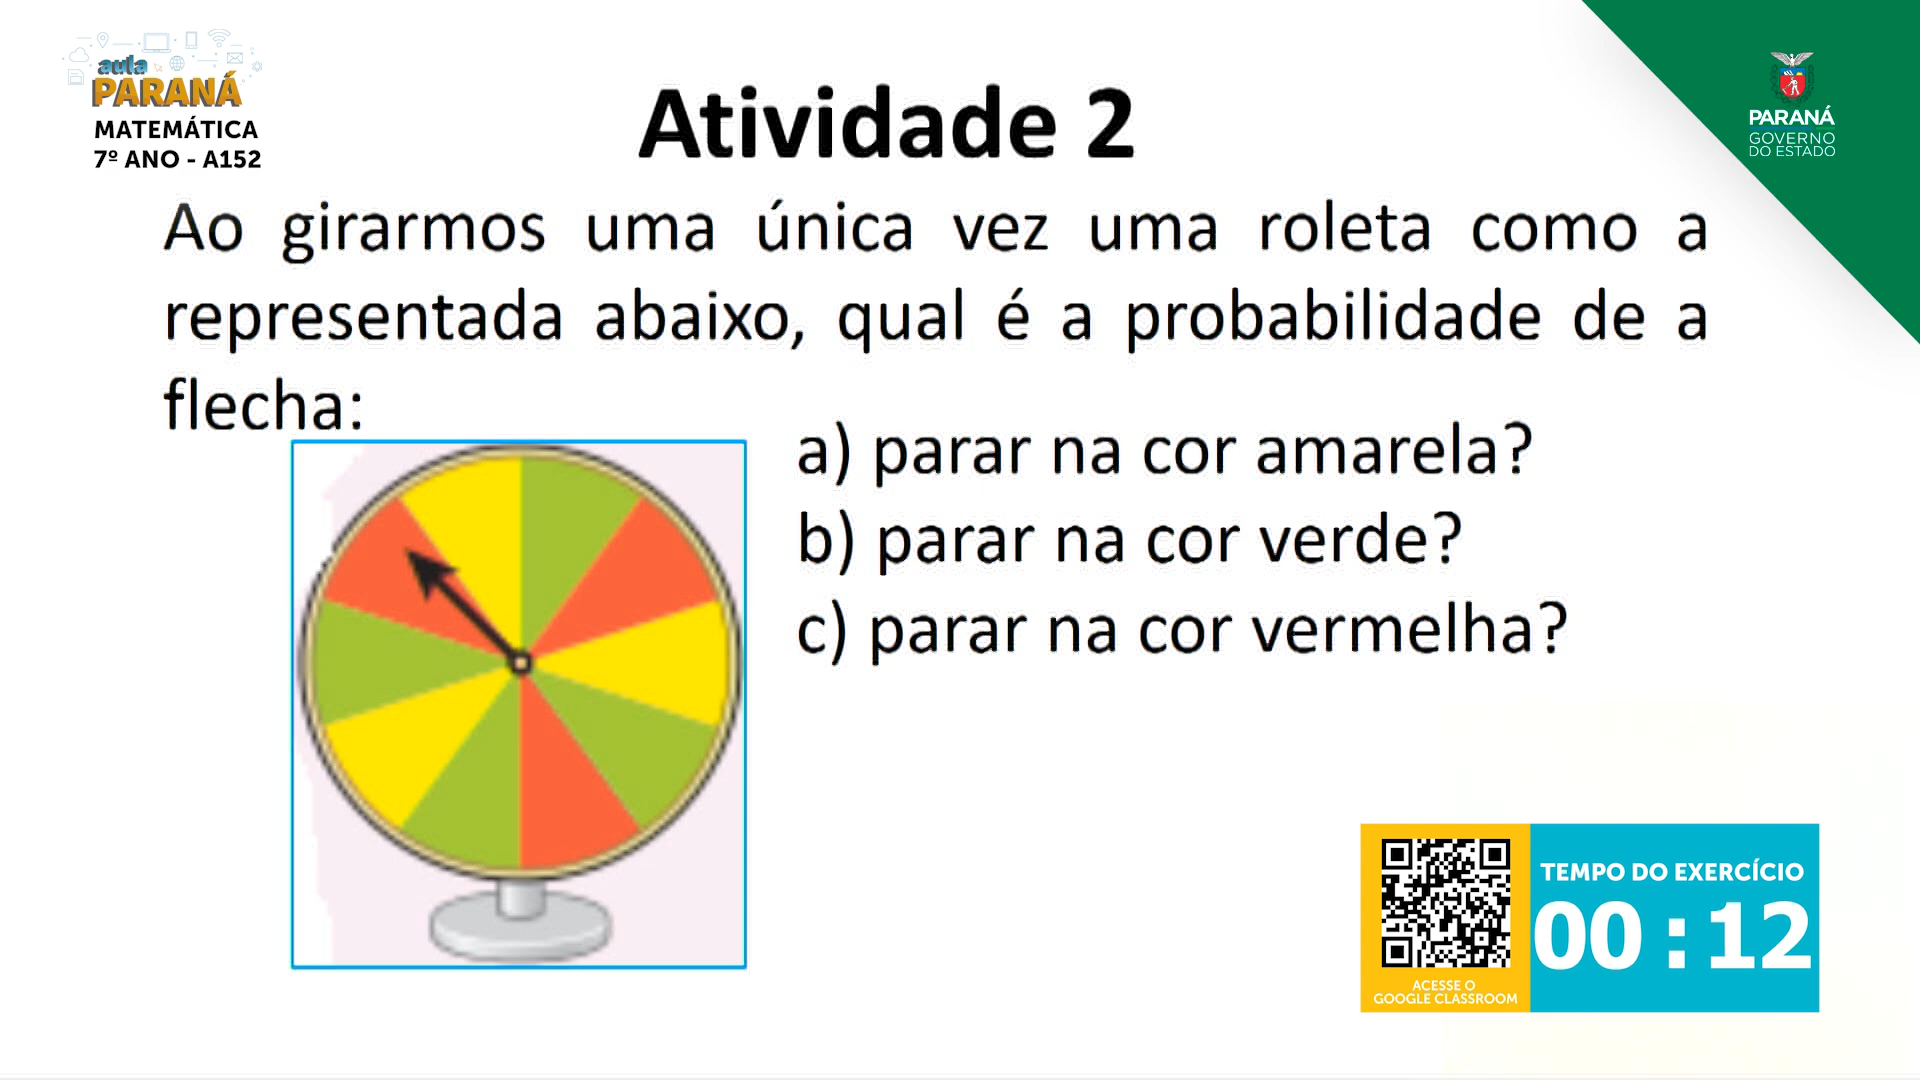 aula
PARANÁ
MATEMÁTICA
7º ANO - A152
Atividade 2
PARANÁ
GOVERNO
DO ESTADO
Ao girarmos uma única vez uma roleta como a
representada abaixo, qual é a probabilidade de a
flecha:
a) parar na cor amarela?
b) parar na cor verde?
c) parar na cor vermelha?
ACESSE O
GOOGLE CLASSROOM
TEMPO DO EXERCÍCIO
00 : 12